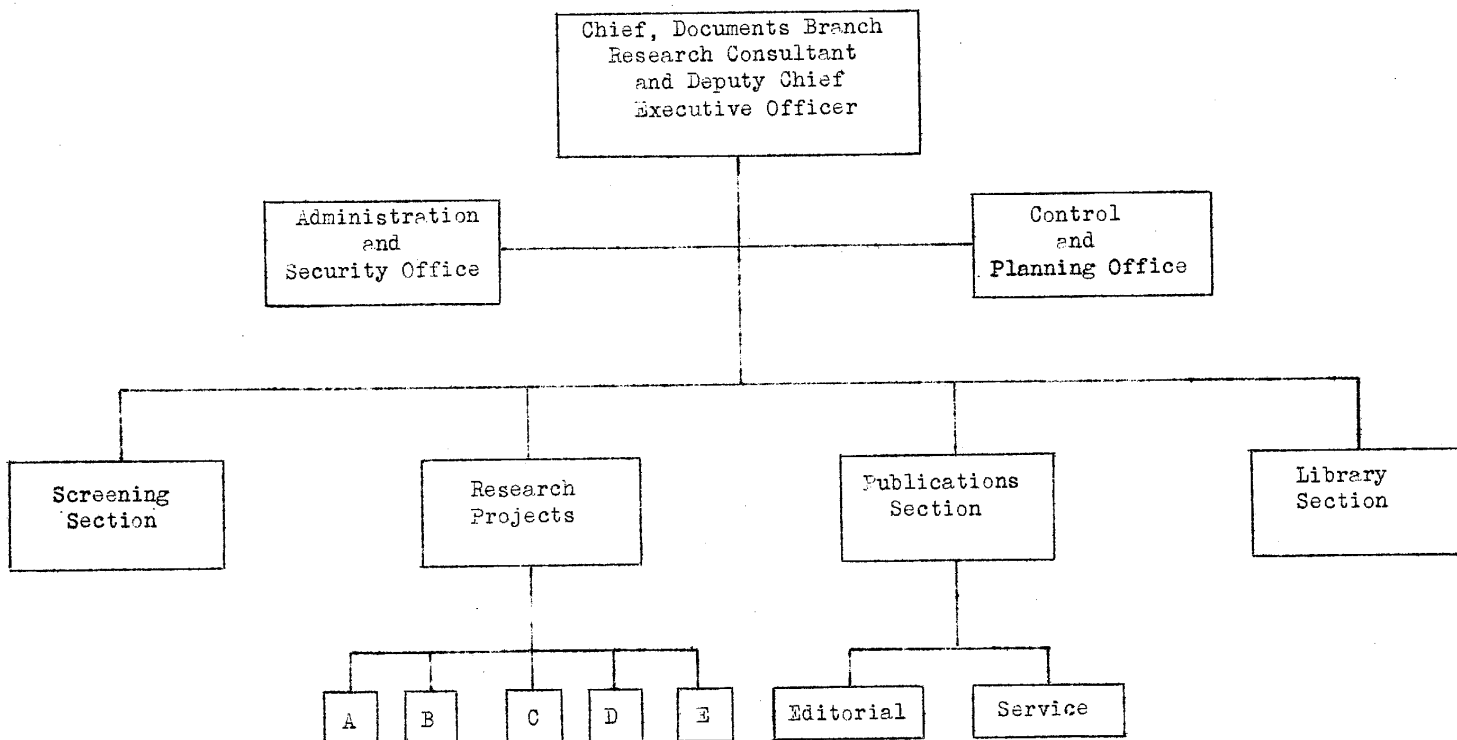 Chief, Documents Branch
Research Consultant
and Deputy Chief
Executive Officer
Administration
and
Security Office
Control
and
Planning Office
Screening
Section
Research
Projects
Publications
Section
Library
Section
A
B
C
D
E
Editorial
Service